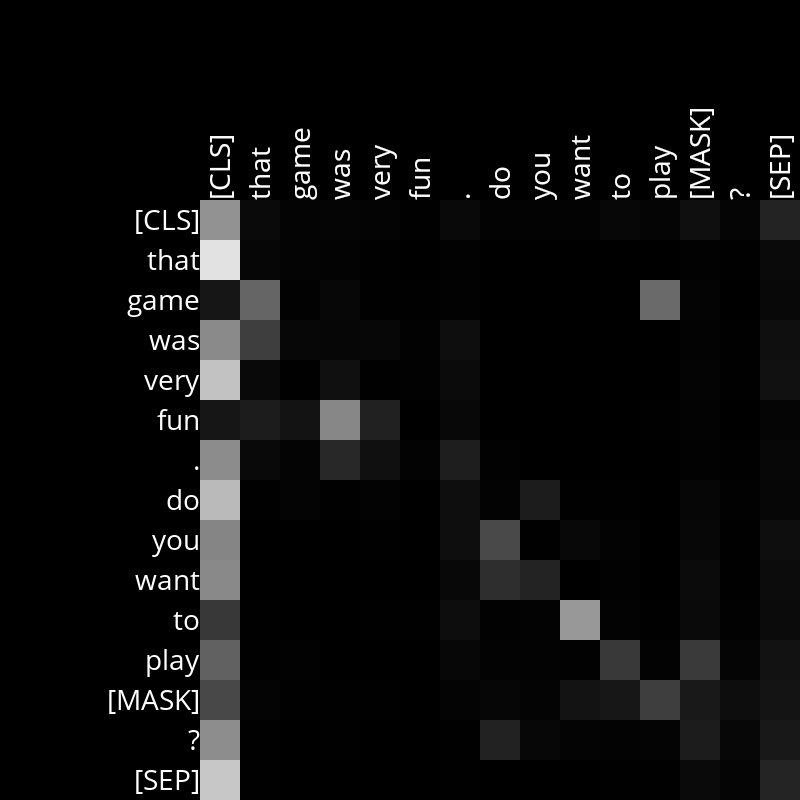 [CLS] that game was very fun . do you want to play [MASK] ? [SEP]
[CLS]
that
game
was
very
fun
.
do
you
want
to
play
[MASK]
?
[SEP]